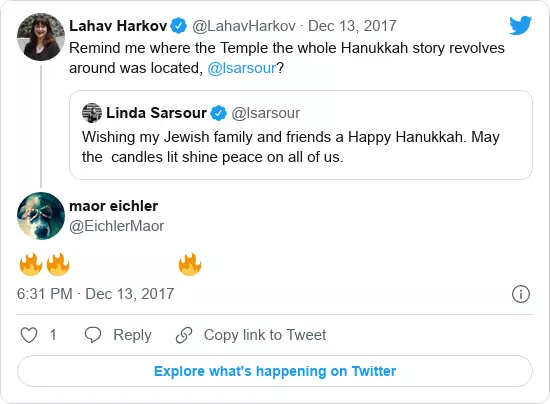 Lahav Harkov @LahavHarkov · Dec 13, 2017
Remind me where the Temple the whole Hanukkah story revolves
around was located, @lsarsour?
Linda Sarsour @lsarsour
Wishing my Jewish family and friends a Happy Hanukkah. May
the candles lit shine peace on all of us.
maor eichler
@EichlerMaor
🔥🔥 🔥
6:31 PM · Dec 13, 2017
1 Reply Copy link to Tweet
Explore what's happening on Twitter